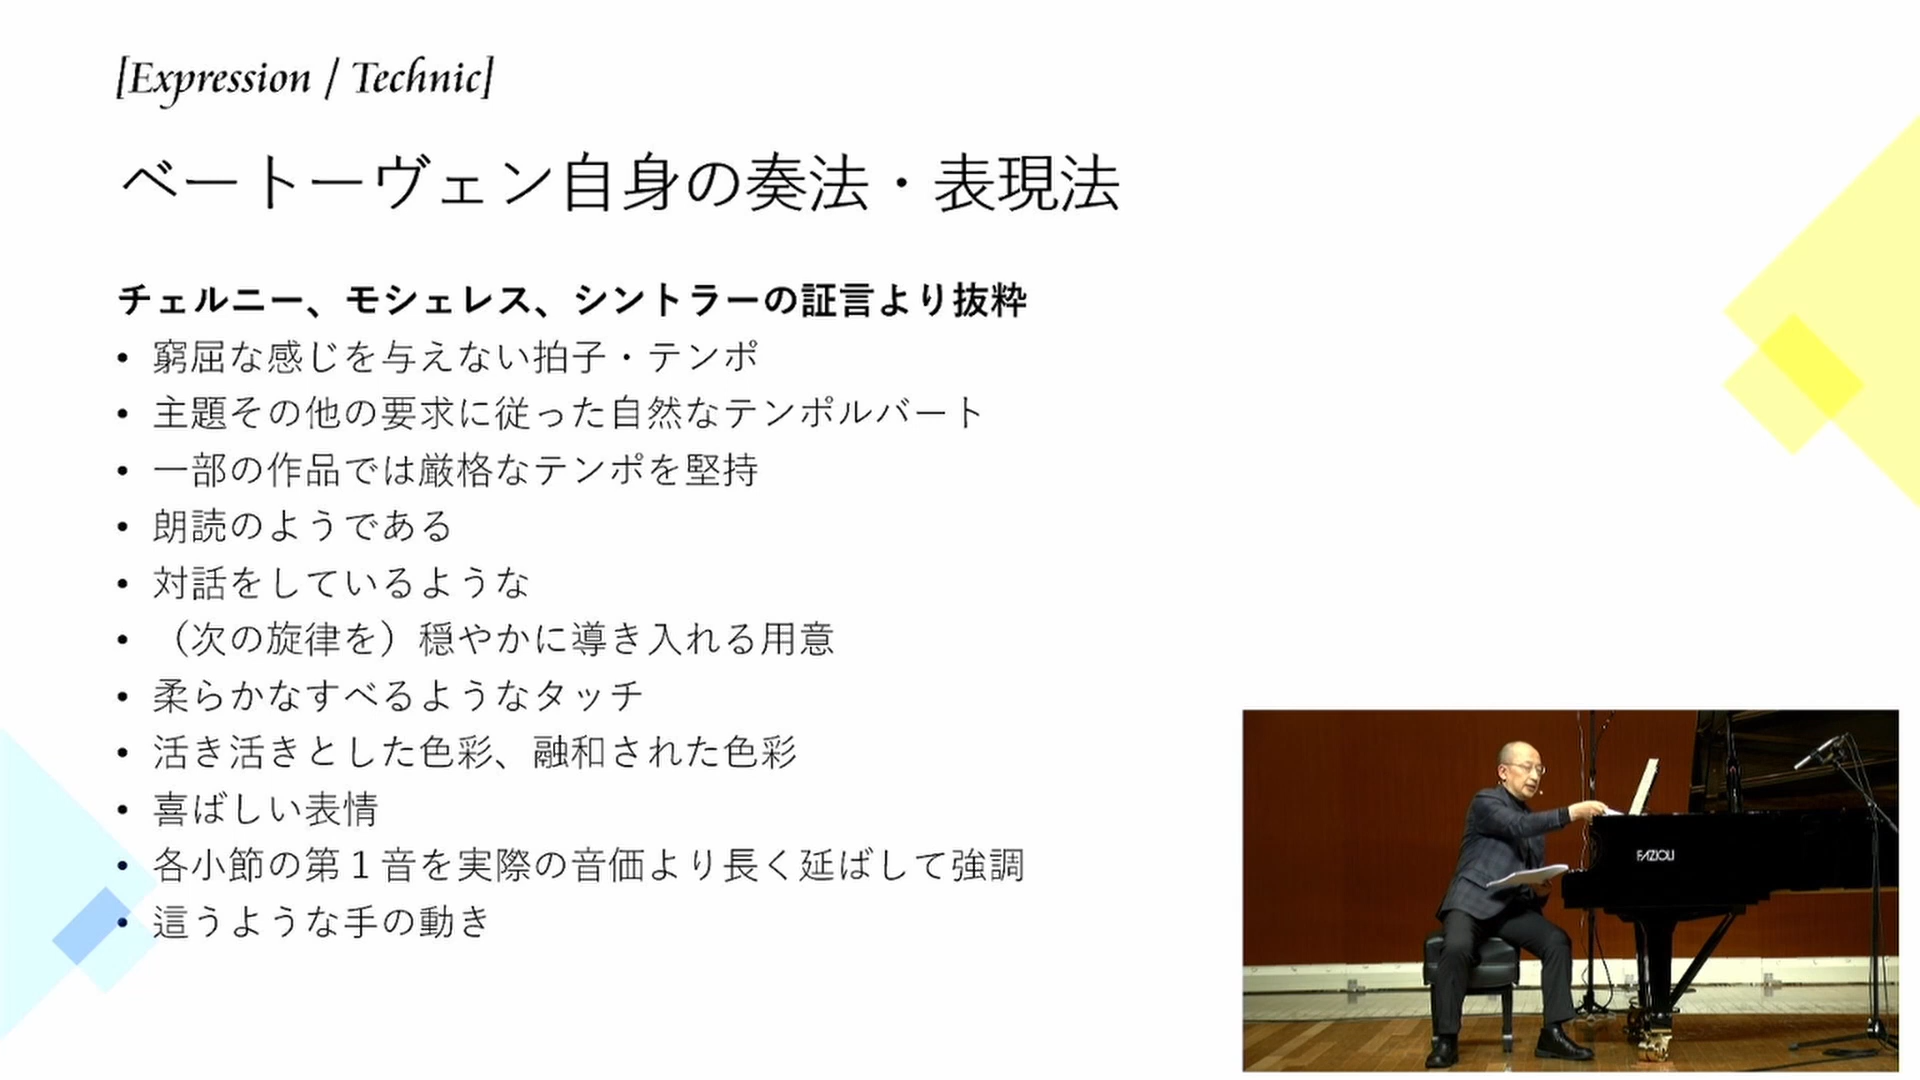 [Expression / Technic]
ベートーヴェン自身の奏法・表現法
チェルニー、モシェレス、シントラーの証言より抜粋
• 窮屈な感じを与えない拍子・テンポ
• 主題その他の要求に従った自然なテンポルバート
• 一部の作品では厳格なテンポを堅持
• 朗読のようである
• 対話をしているような
• （次の旋律を）穏やかに導き入れる用意
• 柔らかなすべるようなタッチ
• 活き活きとした色彩、融和された色彩
• 喜ばしい表情
• 各小節の第１音を実際の音価より長く延ばして強調
• 這うような手の動き
FAZIOLI